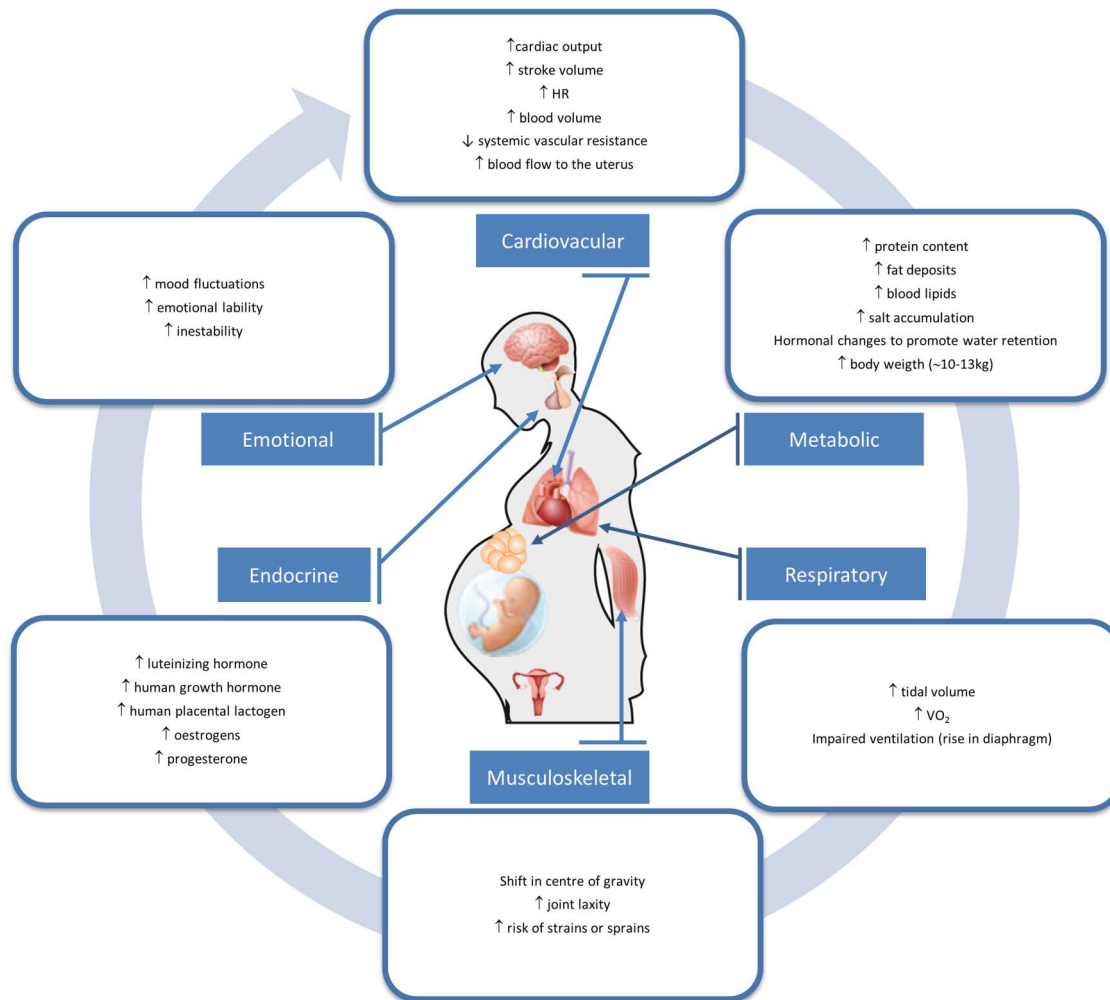 ↑cardiac output
↑ stroke volume
↑ HR
↑ blood volume
↓ systemic vascular resistance
↑ blood flow to the uterus
Cardiovacular
↑ protein content
↑ fat deposits
↑ blood lipids
↑ salt accumulation
Hormonal changes to promote water retention
↑ body weigth (~10-13kg)
Metabolic
Respiratory
↑ tidal volume
↑ VO₂
Impaired ventilation (rise in diaphragm)
Musculoskeletal
Shift in centre of gravity
↑ joint laxity
↑ risk of strains or sprains
Endocrine
↑ luteinizing hormone
↑ human growth hormone
↑ human placental lactogen
↑ oestrogens
↑ progesterone
↑ mood fluctuations
↑ emotional lability
↑ inestability
Emotional